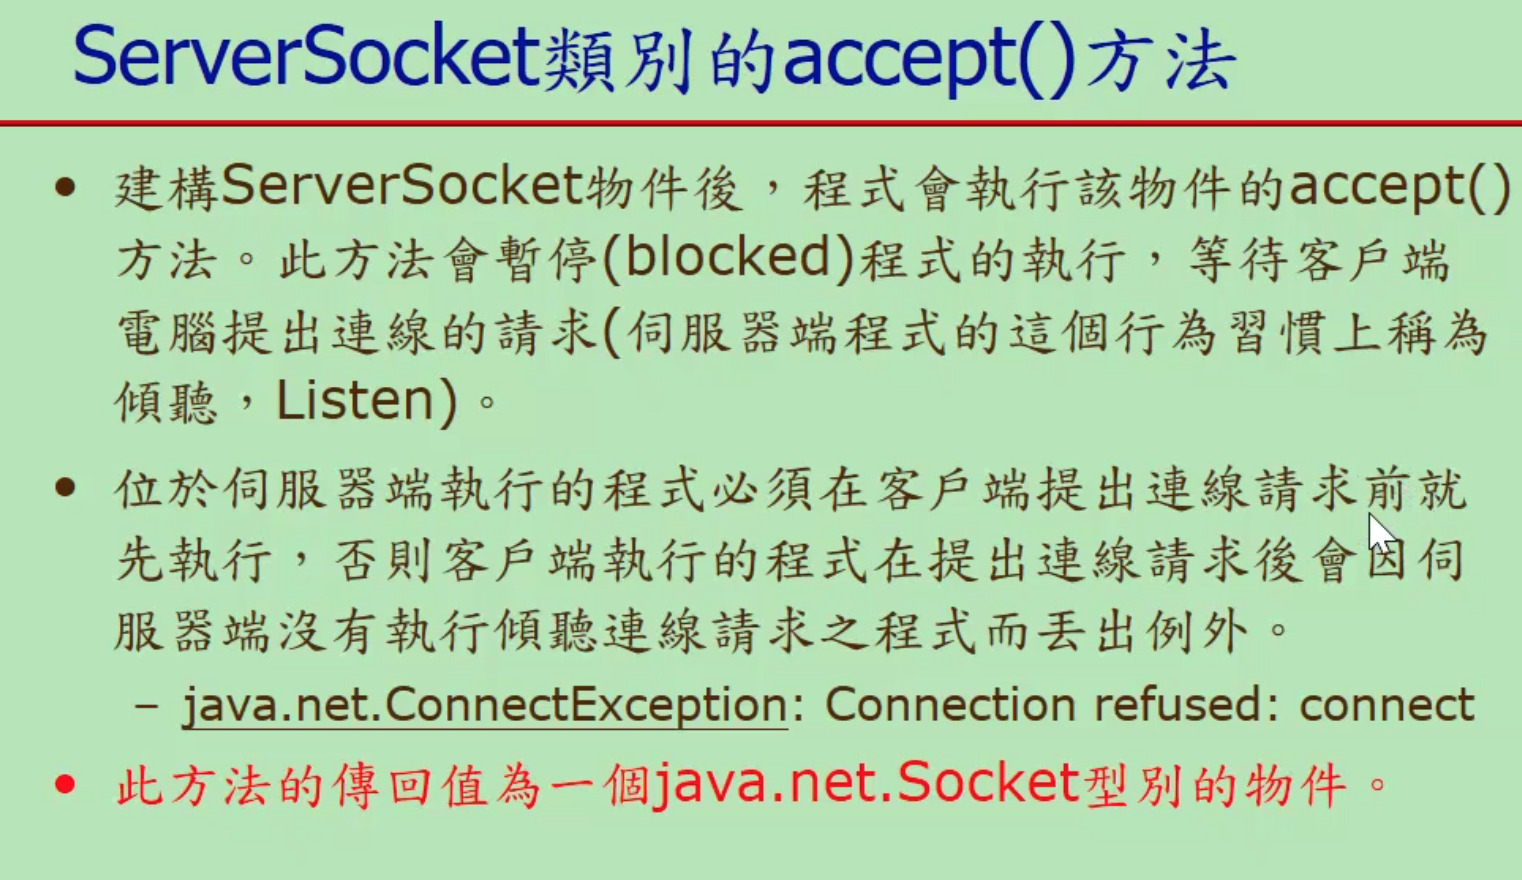 ServerSocket類別的accept()方法
• 建構ServerSocket物件後，程式會執行該物件的accept()
方法。此方法會暫停(blocked)程式的執行，等待客戶端
電腦提出連線的請求(伺服器端程式的這個行為習慣上稱為
傾聽，Listen)。
• 位於伺服器端執行的程式必須在客戶端提出連線請求前就
先執行，否則客戶端執行的程式在提出連線請求後會因伺
服器端沒有執行傾聽連線請求之程式而丟出例外。
– java.net.ConnectException: Connection refused: connect
• 此方法的傳回值為一個java.net.Socket型別的物件。